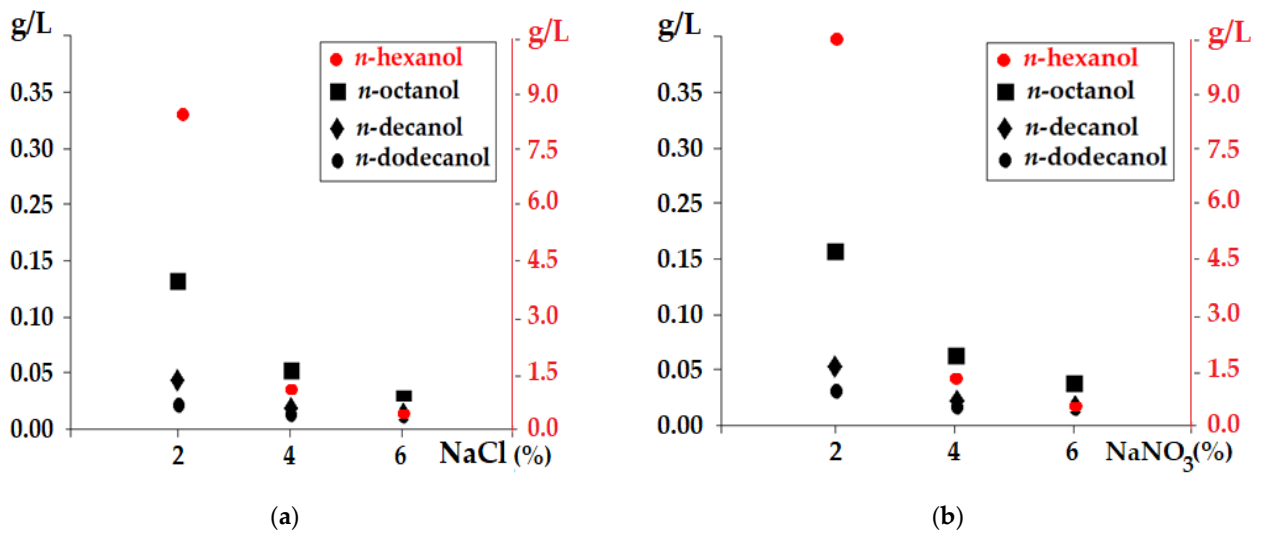 g/L
g/L
n-hexanol
n-octanol
n-decanol
n-dodecanol
0.35
0.30
0.25
0.20
0.15
0.10
0.05
0.00
9.0
7.5
6.0
4.5
3.0
1.5
0.0
2
4
6
NaCl (%)
(a)
g/L
g/L
n-hexanol
n-octanol
n-decanol
n-dodecanol
0.35
0.30
0.25
0.20
0.15
0.10
0.05
0.00
9.0
7.5
6.0
4.5
3.0
1.5
0.0
2
4
6
NaNO3(%)
(b)